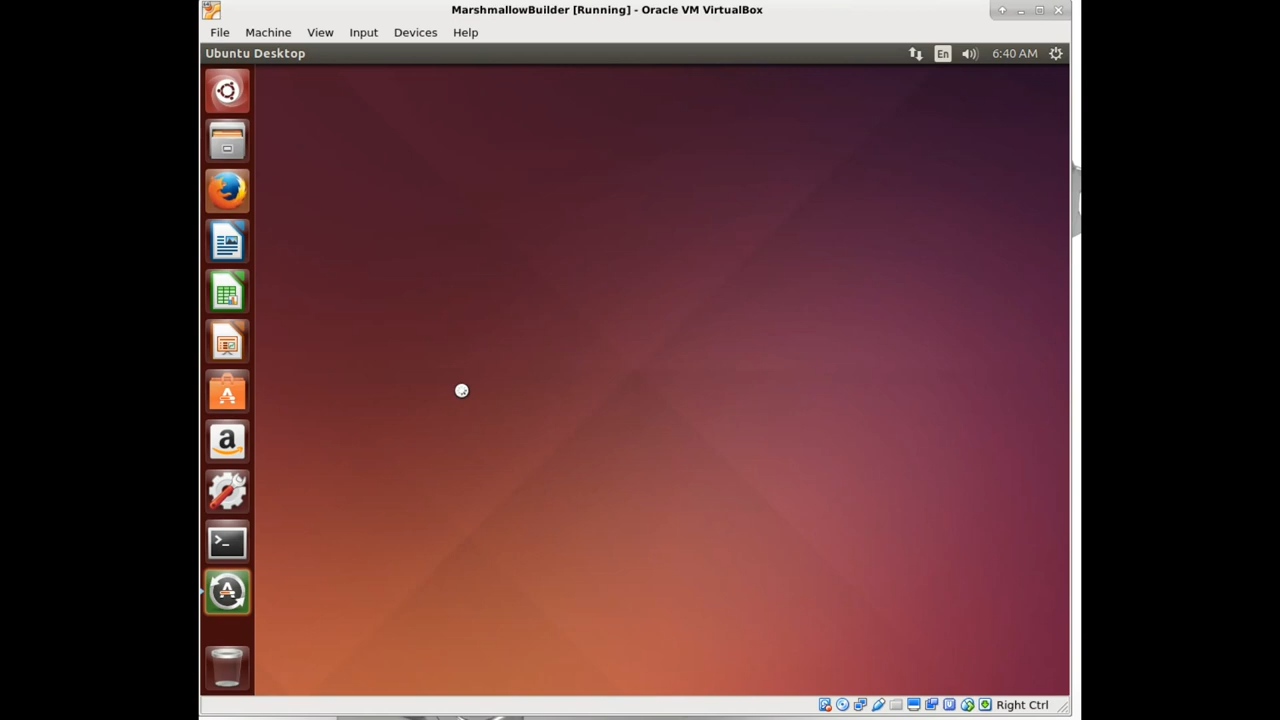 MarshmallowBuilder [Running] - Oracle VM VirtualBox
File Machine View Input Devices Help
Ubuntu Desktop En 6:40 AM
a
>_
Right Ctrl